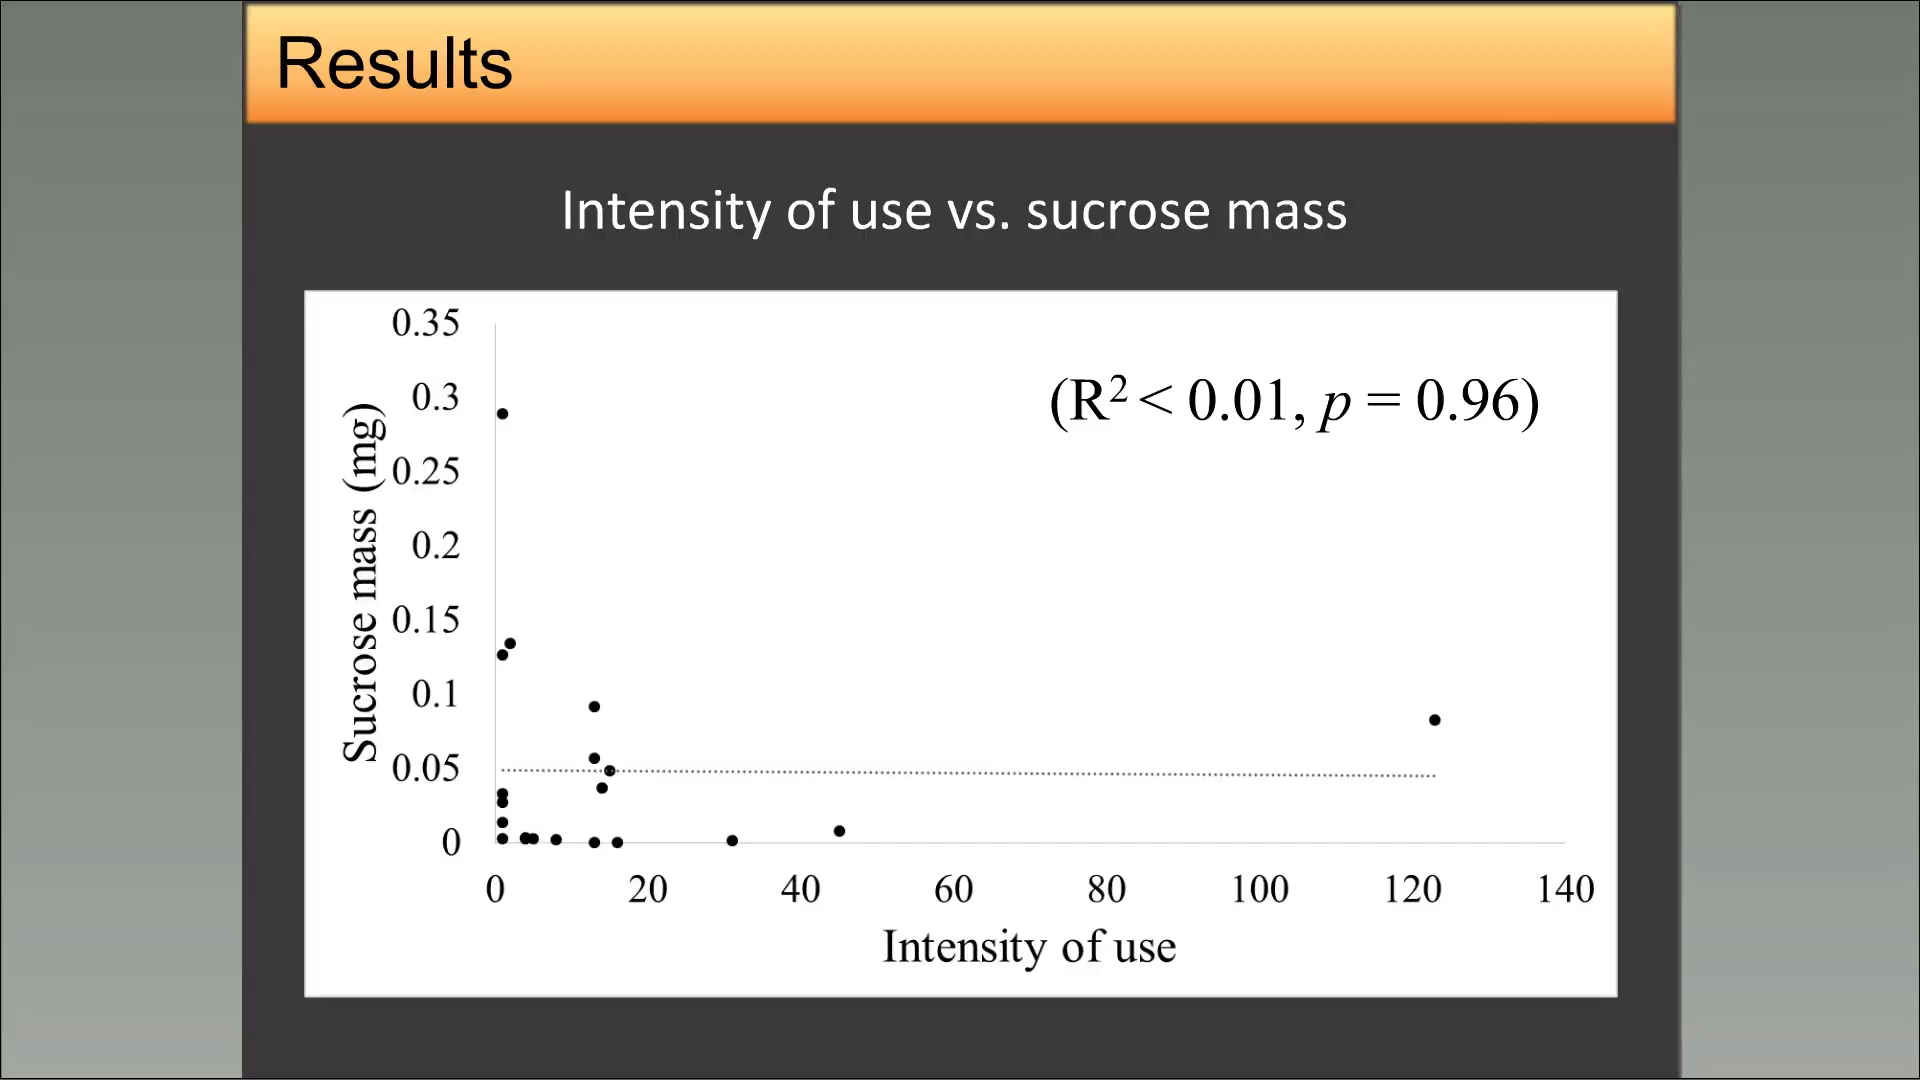 Results
Intensity of use vs. sucrose mass
(R² < 0.01, p = 0.96)
Sucrose mass (mg)
0.35
0.3
0.25
0.2
0.15
0.1
0.05
0
0 20 40 60 80 100 120 140
Intensity of use